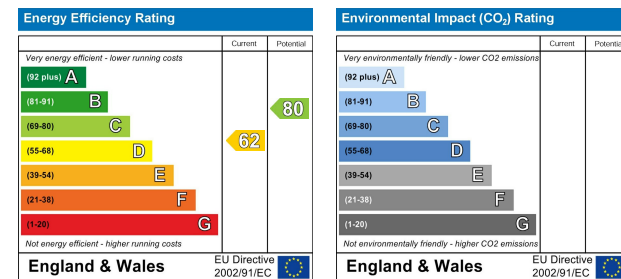 Energy Efficiency Rating
Current Potential
Very energy efficient - lower running costs
(92 plus) A
(81-91) B
(69-80) C
(55-68) D
(39-54) E
(21-38) F
(1-20) G
80
62
Not energy efficient - higher running costs
England & Wales
EU Directive
2002/91/EC
Environmental Impact (CO₂) Rating
Current Potential
Very environmentally friendly - lower CO2 emissions
(92 plus) A
(81-91) B
(69-80) C
(55-68) D
(39-54) E
(21-38) F
(1-20) G
Not environmentally friendly - higher CO2 emissions
England & Wales
EU Directive
2002/91/EC